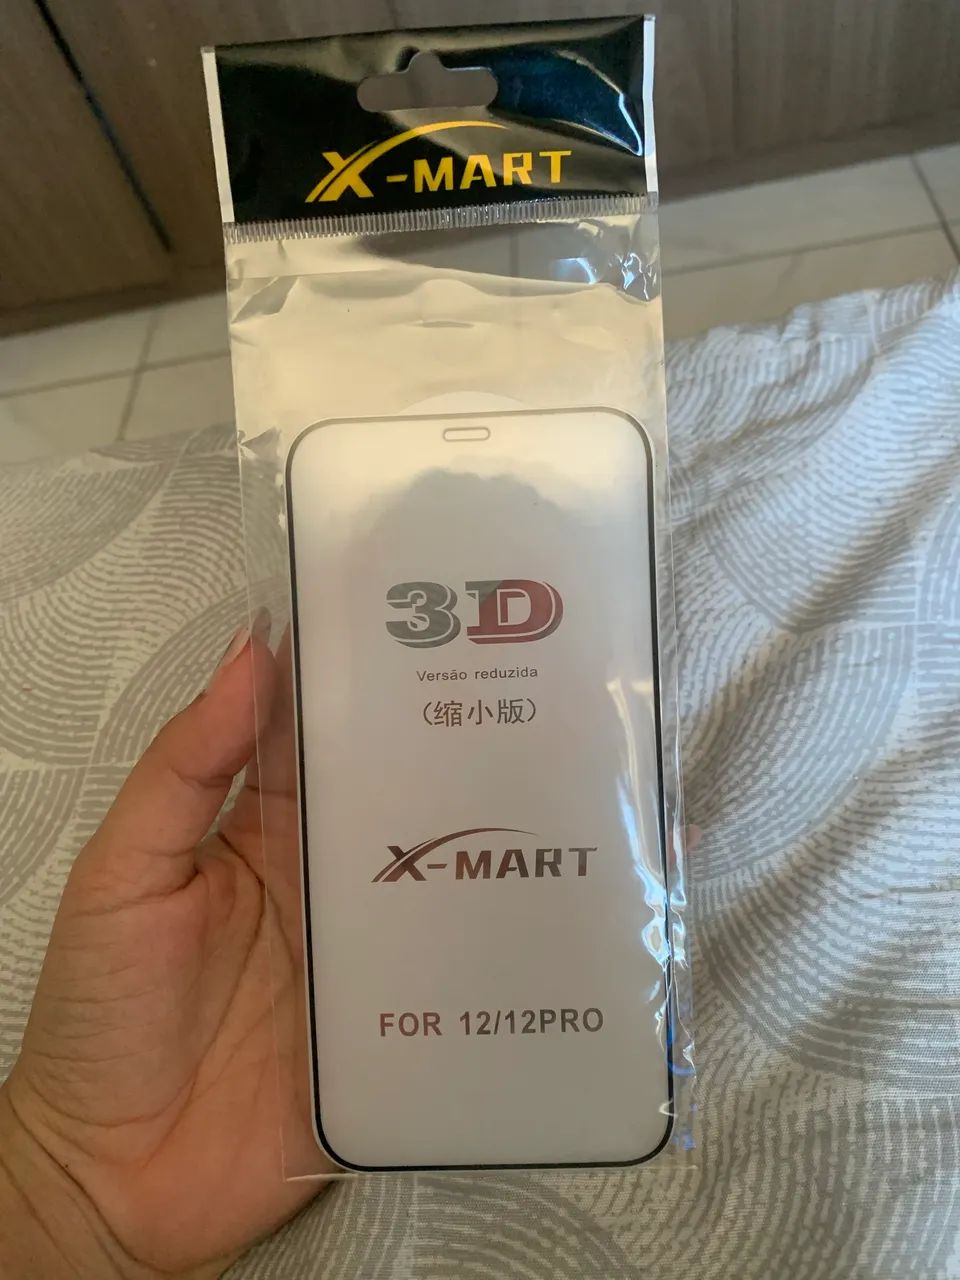 X-MART
3D
Versão reduzida
（缩小版）
X-MART
FOR 12/12PRO